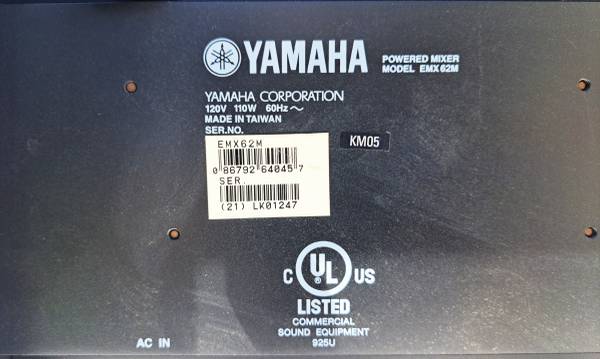 YAMAHA
POWERED MIXER
MODEL EMX62M
YAMAHA CORPORATION
120V 110W 60Hz ~
MADE IN TAIWAN
SER.NO.
EMX62M
KM05
0 86792 64045 7
SER.
(21) LK01247
C UL US
LISTED
COMMERCIAL
SOUND EQUIPMENT
925U
AC IN